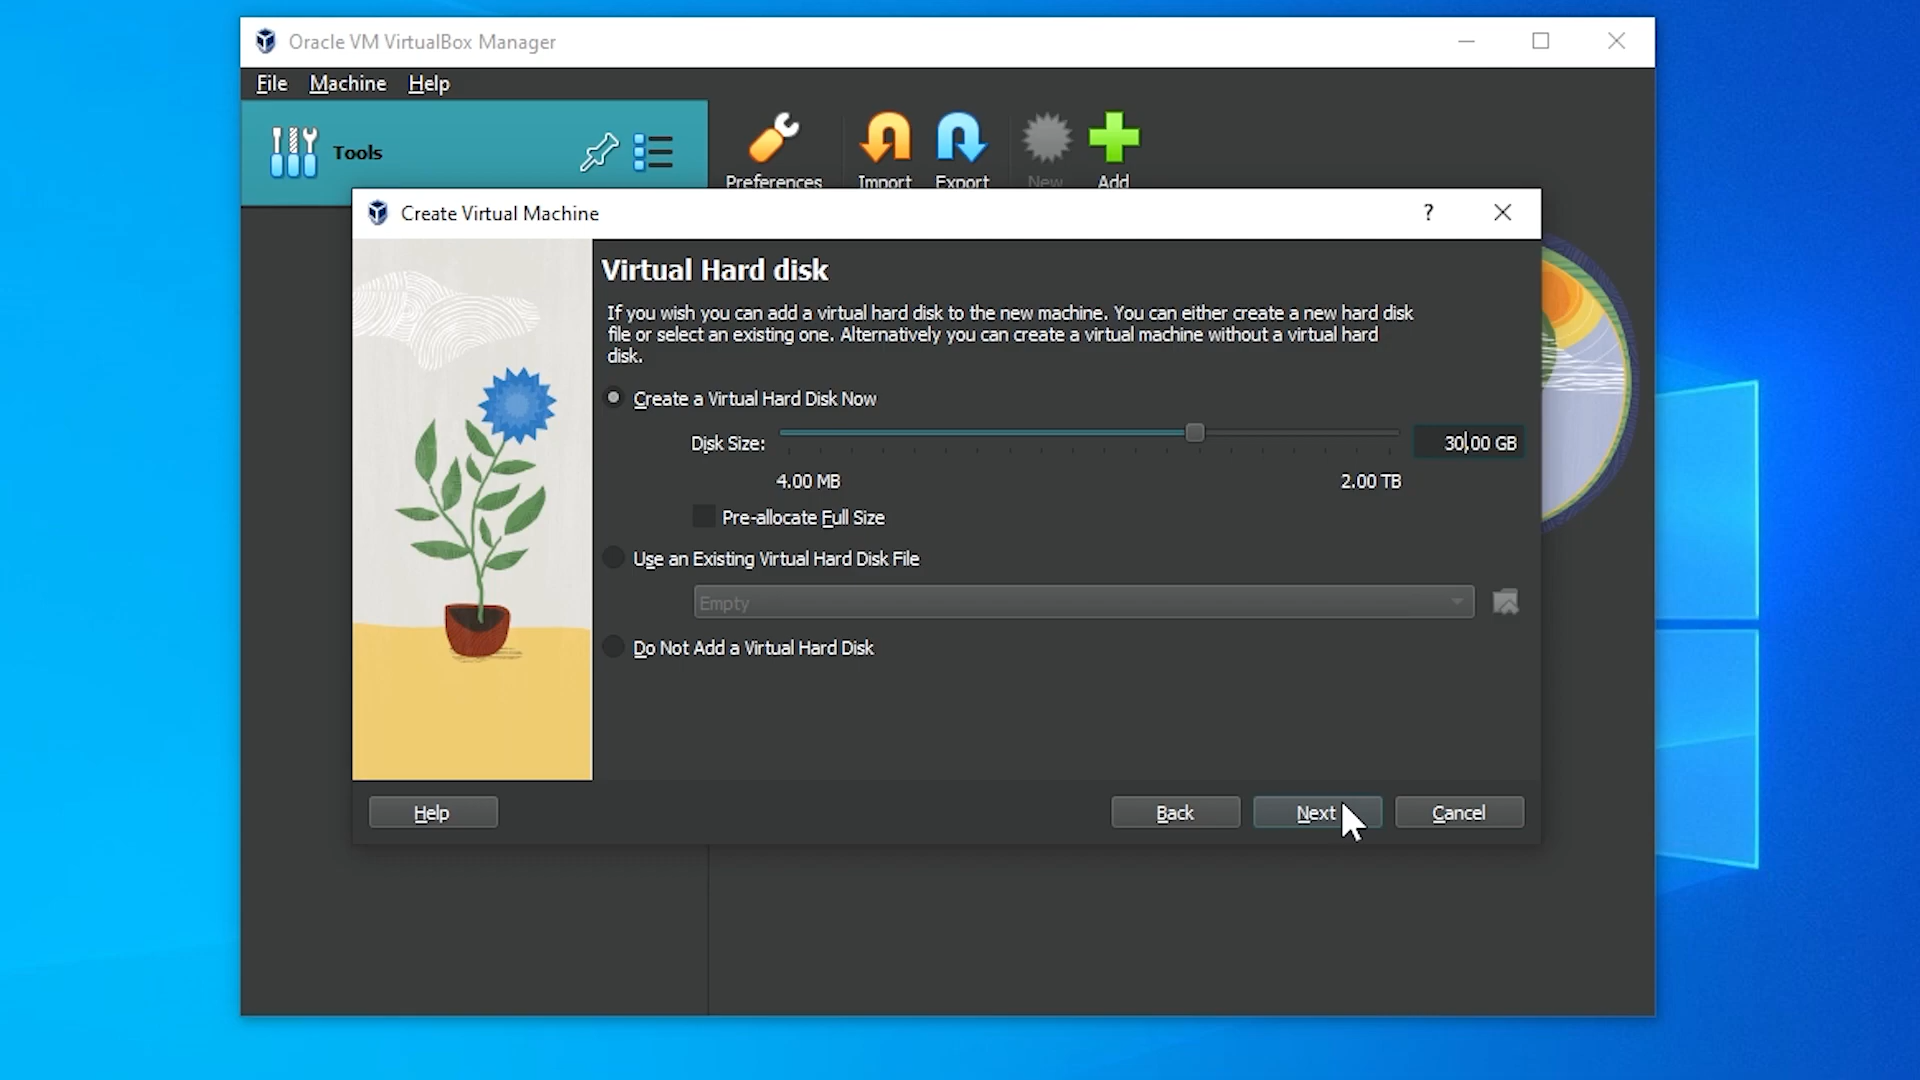 Oracle VM VirtualBox Manager
File Machine Help
Tools
Preferences Import Export New Add
Create Virtual Machine ?
Virtual Hard disk
If you wish you can add a virtual hard disk to the new machine. You can either create a new hard disk
file or select an existing one. Alternatively you can create a virtual machine without a virtual hard
disk.
Create a Virtual Hard Disk Now
Disk Size: 30,00 GB
4.00 MB 2.00 TB
Pre-allocate Full Size
Use an Existing Virtual Hard Disk File
Empty
Do Not Add a Virtual Hard Disk
Help Back Next Cancel